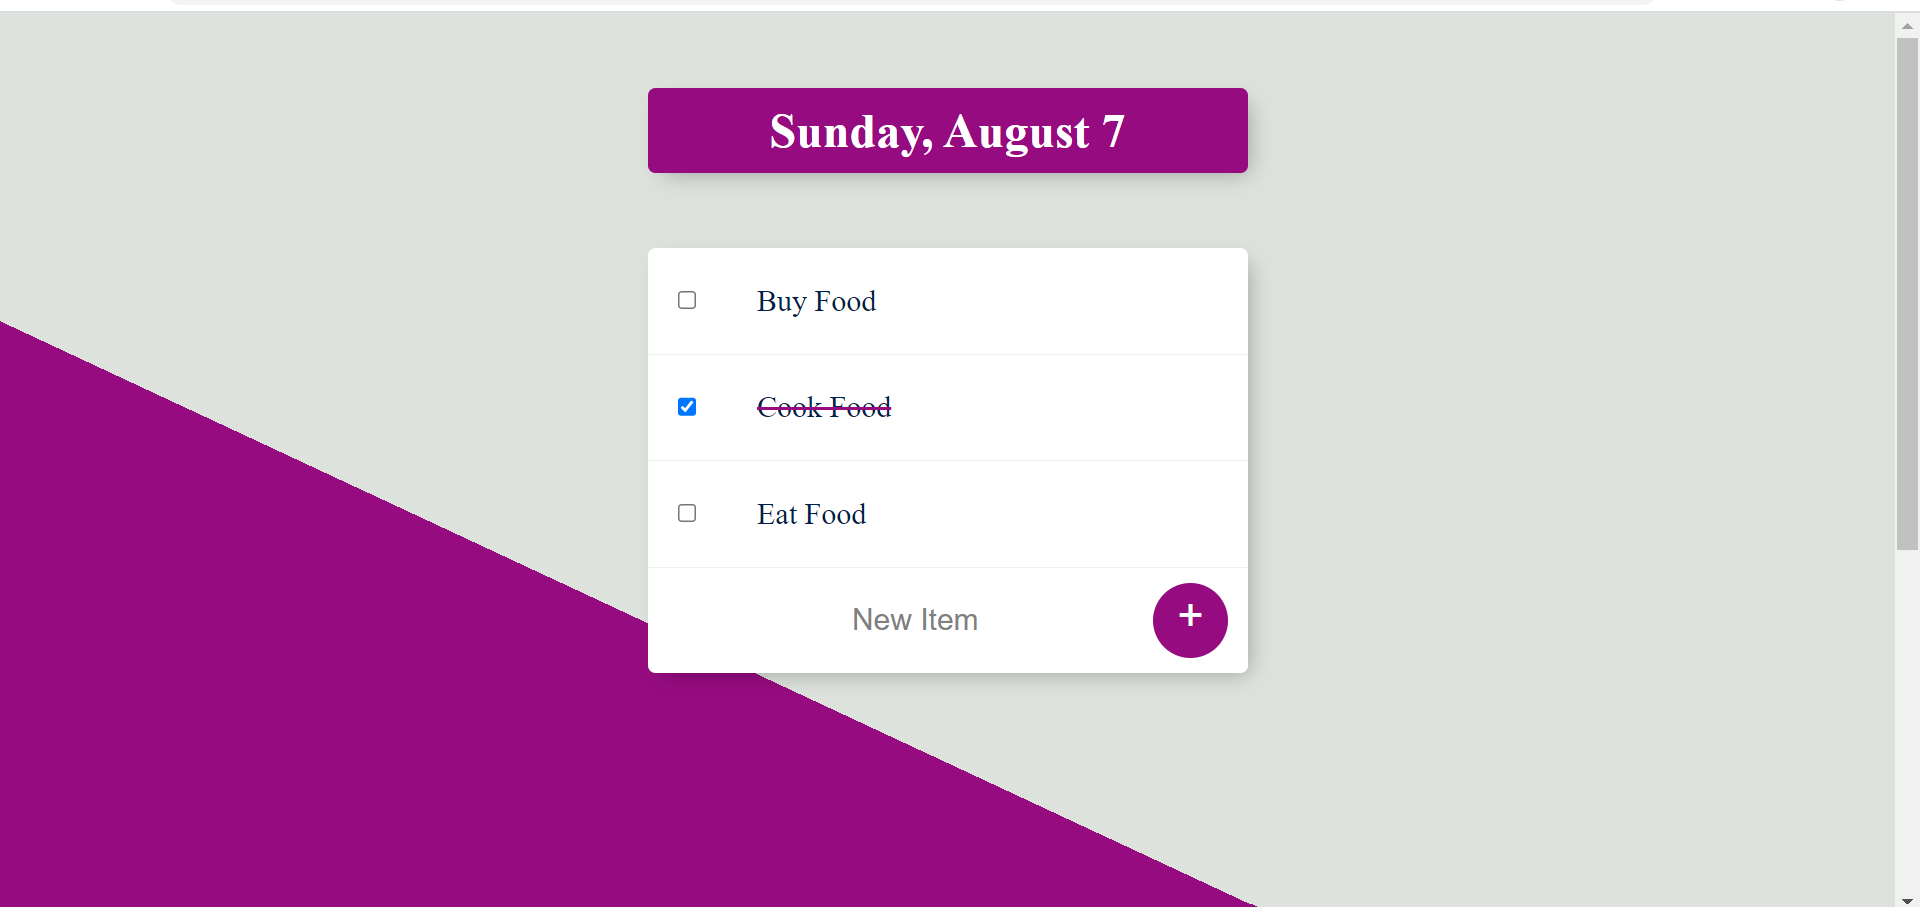 Sunday, August 7
Buy Food
Cook Food
Eat Food
New Item
+